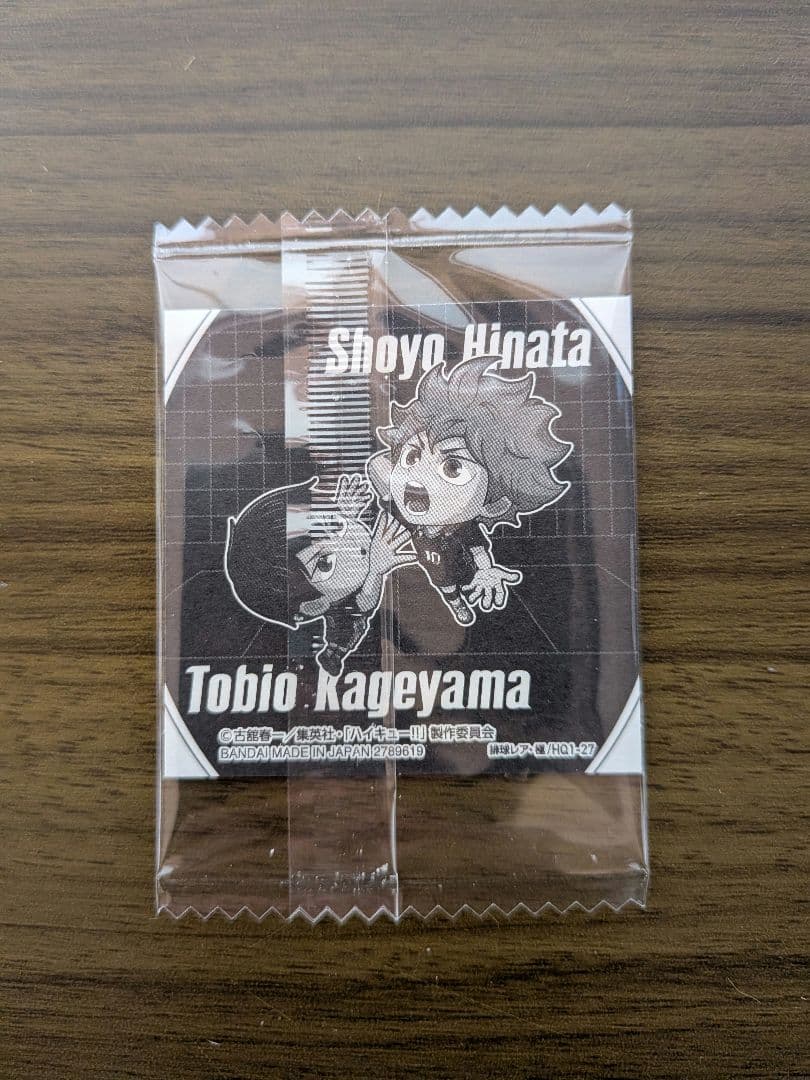 Shoyo Hinata
10
Tobio Kageyama
©古舘春一／集英社・「ハイキュー!!」製作委員会
BANDAI MADE IN JAPAN 2789619
排球レア・極/HQ1-27